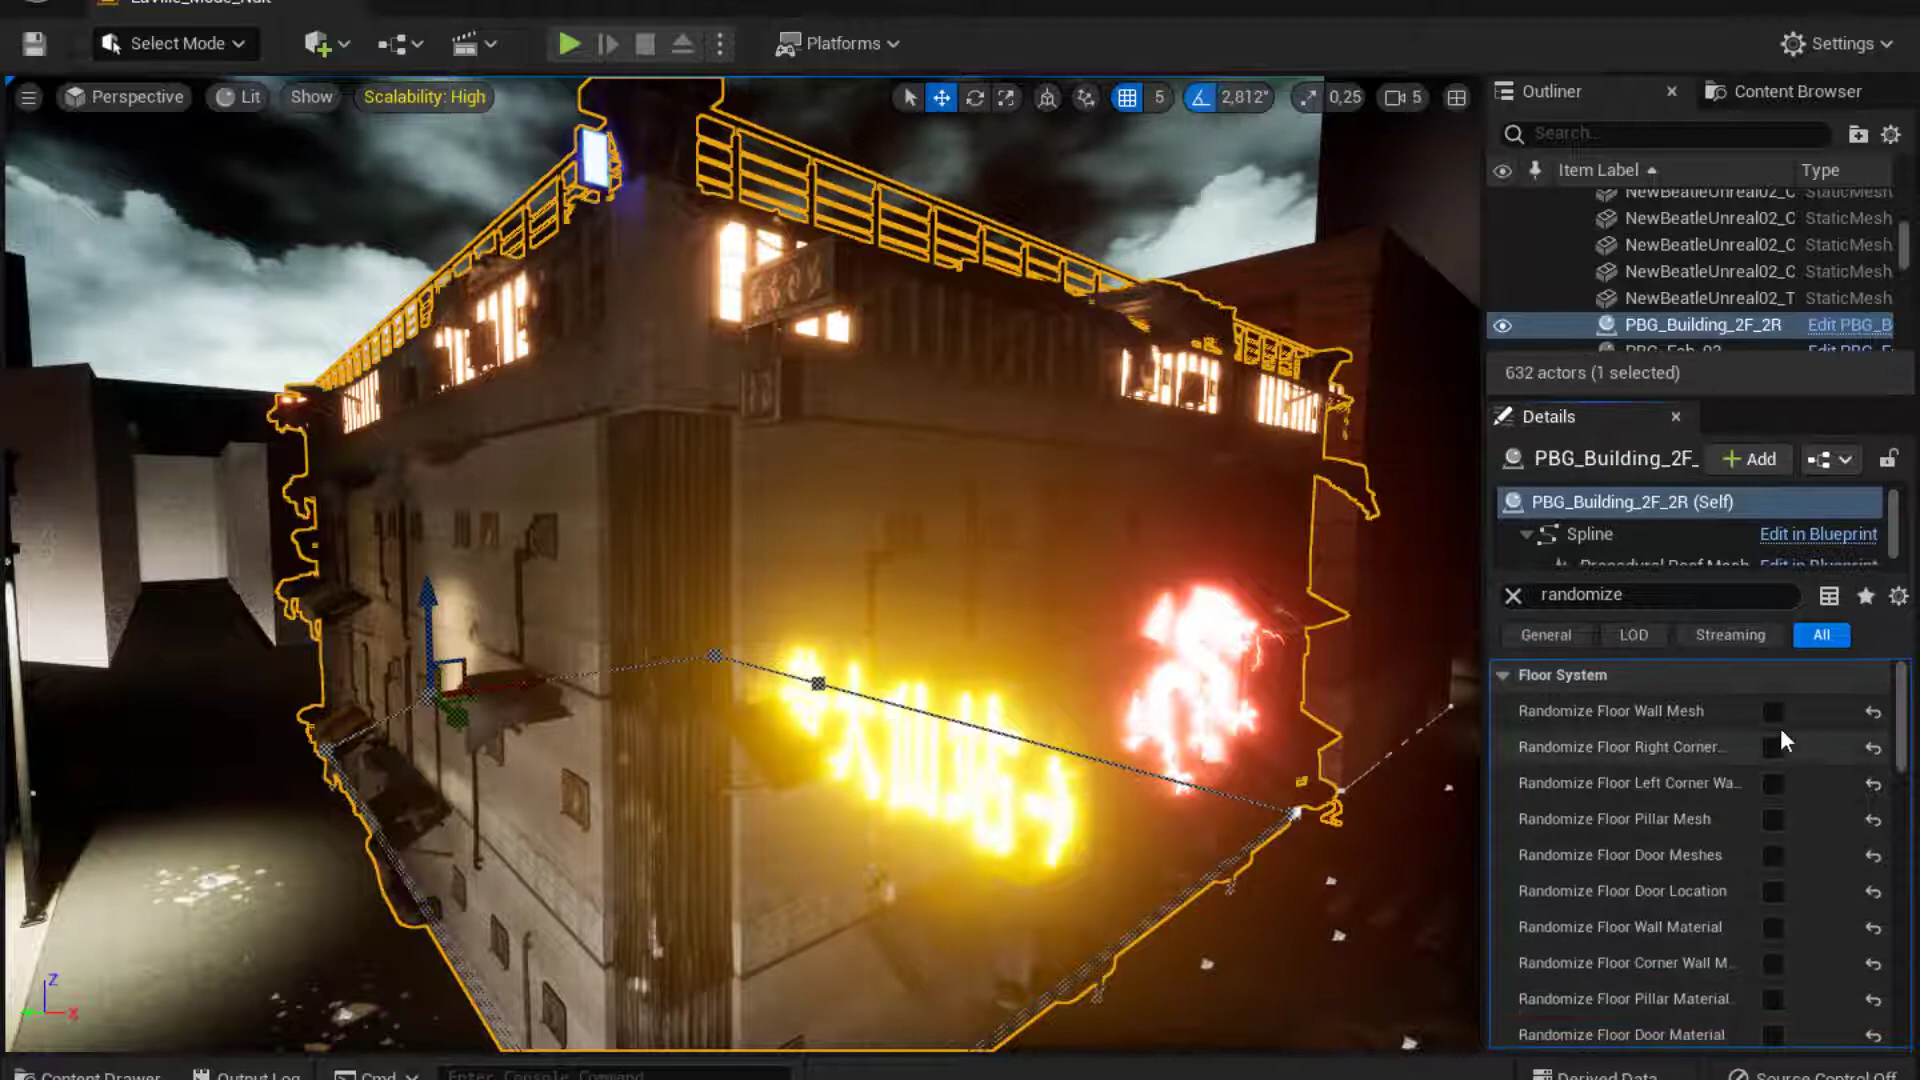 Select Mode
Platforms
Settings
Perspective
Lit
Show
Scalability: High
5
2,812°
0,25
5
Outliner
Content Browser
Search...
Item Label
Type
NewBeatleUnreal02_C
StaticMesh
NewBeatleUnreal02_C
StaticMesh
NewBeatleUnreal02_C
StaticMesh
NewBeatleUnreal02_C
StaticMesh
NewBeatleUnreal02_T
StaticMesh
PBG_Building_2F_2R
Edit PBG_B
632 actors (1 selected)
Details
PBG_Building_2F_
Add
PBG_Building_2F_2R (Self)
Spline
Edit in Blueprint
randomize
General
LOD
Streaming
All
Floor System
Randomize Floor Wall Mesh
Randomize Floor Right Corner...
Randomize Floor Left Corner Wa...
Randomize Floor Pillar Mesh
Randomize Floor Door Meshes
Randomize Floor Door Location
Randomize Floor Wall Material
Randomize Floor Corner Wall M...
Randomize Floor Pillar Material
Randomize Floor Door Material
Z
X
Content Drawer
Output Log
Cmd
Enter Console Command
Derived Data
Source Control Off